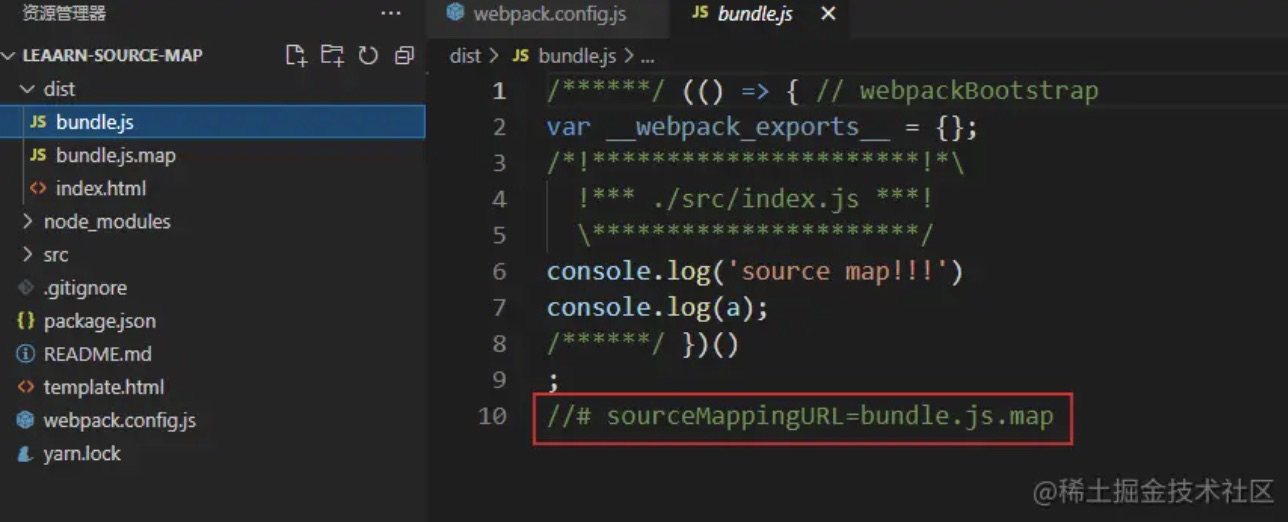 资源管理器 ...
LEAARN-SOURCE-MAP
dist
JS bundle.js
JS bundle.js.map
<> index.html
node_modules
src
.gitignore
{} package.json
README.md
<> template.html
webpack.config.js
yarn.lock
webpack.config.js JS bundle.js ×
dist > JS bundle.js > ...
1 /******/ (() => { // webpackBootstrap
2 var __webpack_exports__ = {};
3 /*!**********************!*\
4   !*** ./src/index.js ***!
5   \**********************/
6 console.log('source map!!!')
7 console.log(a);
8 /******/ })()
9 ;
10 //# sourceMappingURL=bundle.js.map
@稀土掘金技术社区